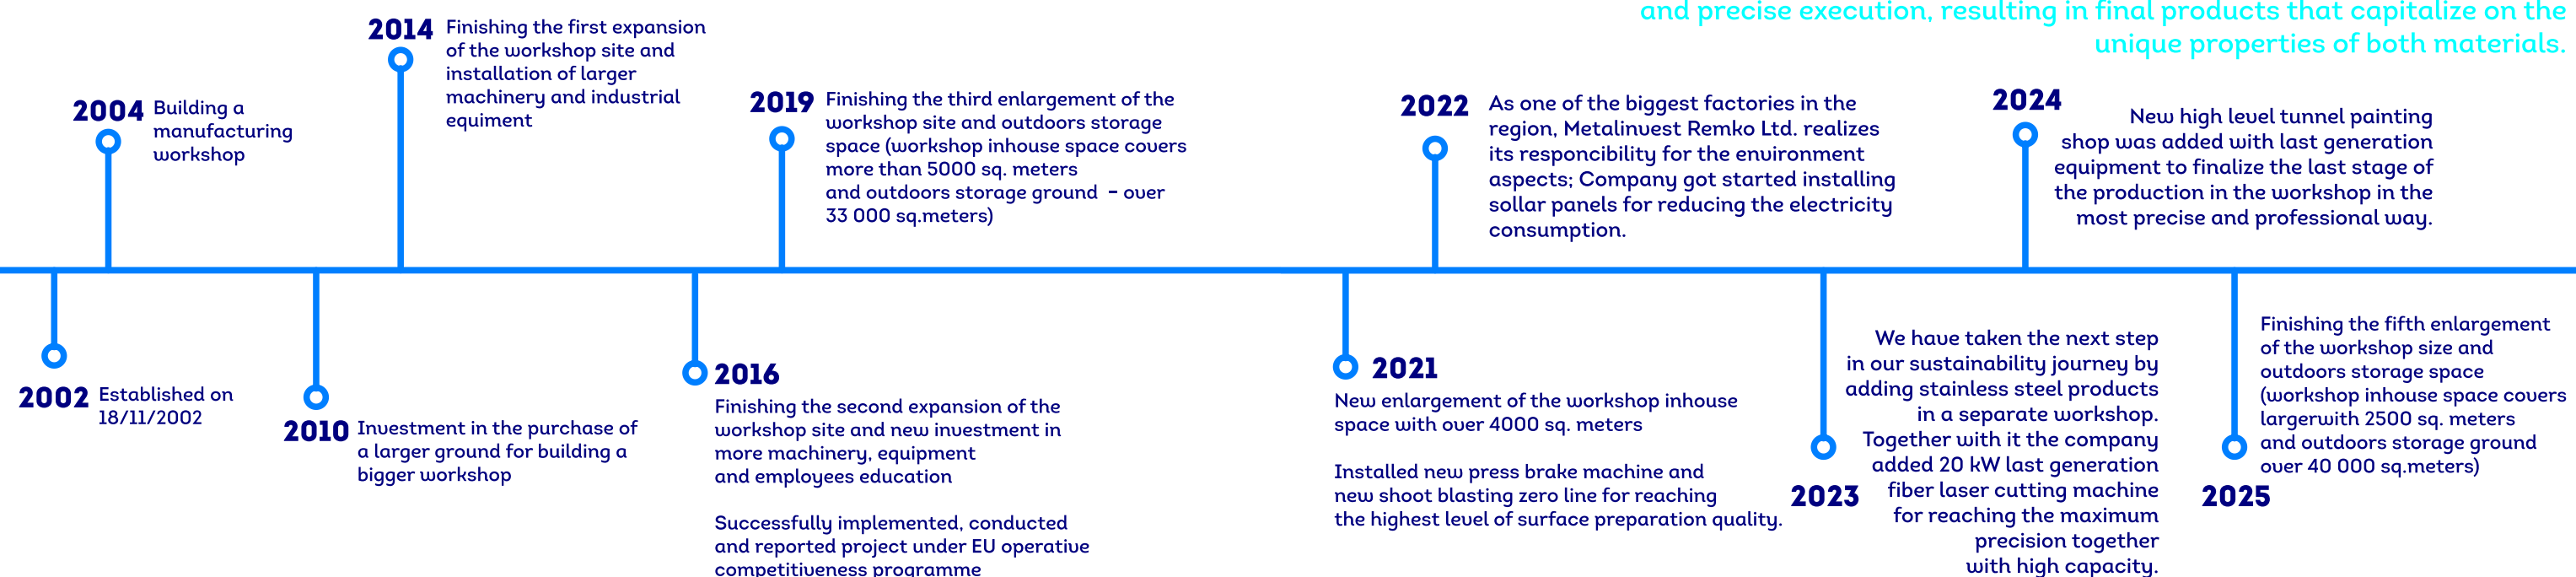 and precise execution, resulting in final products that capitalize on the
unique properties of both materials.
2014
Finishing the first expansion
of the workshop site and
installation of larger
machinery and industrial
equiment
2004
Building a
manufacturing
workshop
2019
Finishing the third enlargement of the
workshop site and outdoors storage
space (workshop inhouse space covers
more than 5000 sq. meters
and outdoors storage ground – over
33 000 sq.meters)
2022
As one of the biggest factories in the
region, Metalinvest Remko Ltd. realizes
its responcibility for the environment
aspects; Company got started installing
sollar panels for reducing the electricity
consumption.
2024
New high level tunnel painting
shop was added with last generation
equipment to finalize the last stage of
the production in the workshop in the
most precise and professional way.
2002
Established on
18/11/2002
2010
Investment in the purchase of
a larger ground for building a
bigger workshop
2016
Finishing the second expansion of the
workshop site and new investment in
more machinery, equipment
and employees education
Successfully implemented, conducted
and reported project under EU operative
competitiveness programme
2021
New enlargement of the workshop inhouse
space with over 4000 sq. meters
Installed new press brake machine and
new shoot blasting zero line for reaching
the highest level of surface preparation quality.
2023
We have taken the next step
in our sustainability journey by
adding stainless steel products
in a separate workshop.
Together with it the company
added 20 kW last generation
fiber laser cutting machine
for reaching the maximum
precision together
with high capacity.
2025
Finishing the fifth enlargement
of the workshop size and
outdoors storage space
(workshop inhouse space covers
largerwith 2500 sq. meters
and outdoors storage ground
over 40 000 sq.meters)